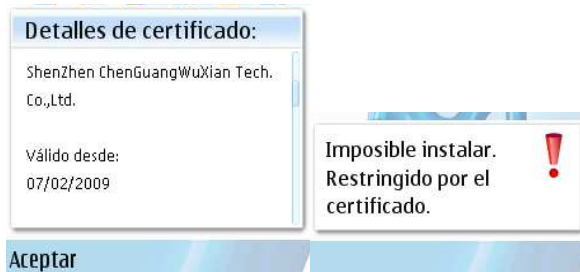 Detalles de certificado:
ShenZhen ChenGuangWuXian Tech.
Co.,Ltd.
Válido desde:
07/02/2009
Aceptar
Imposible instalar.
Restringido por el
certificado.